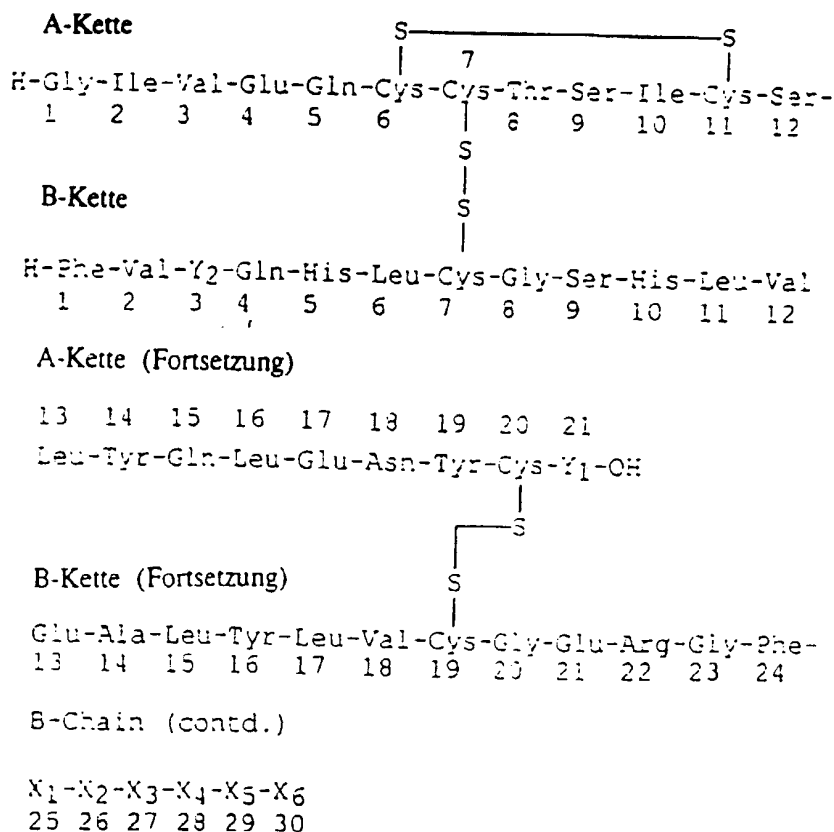 A-Kette
S S
7
H-Gly-Ile-Val-Glu-Gln-Cys-Cys-Thr-Ser-Ile-Cys-Ser-
1 2 3 4 5 6 8 9 10 11 12
S
S
B-Kette
H-Phe-Val-Y2-Gln-His-Leu-Cys-Gly-Ser-His-Leu-Val
1 2 3 4 5 6 7 8 9 10 11 12
A-Kette (Fortsetzung)
13 14 15 16 17 18 19 20 21
Leu-Tyr-Gln-Leu-Glu-Asn-Tyr-Cys-Y1-OH
S
S
B-Kette (Fortsetzung)
Glu-Ala-Leu-Tyr-Leu-Val-Cys-Gly-Glu-Arg-Gly-Phe-
13 14 15 16 17 18 19 20 21 22 23 24
B-Chain (contd.)
X1-X2-X3-X4-X5-X6
25 26 27 28 29 30